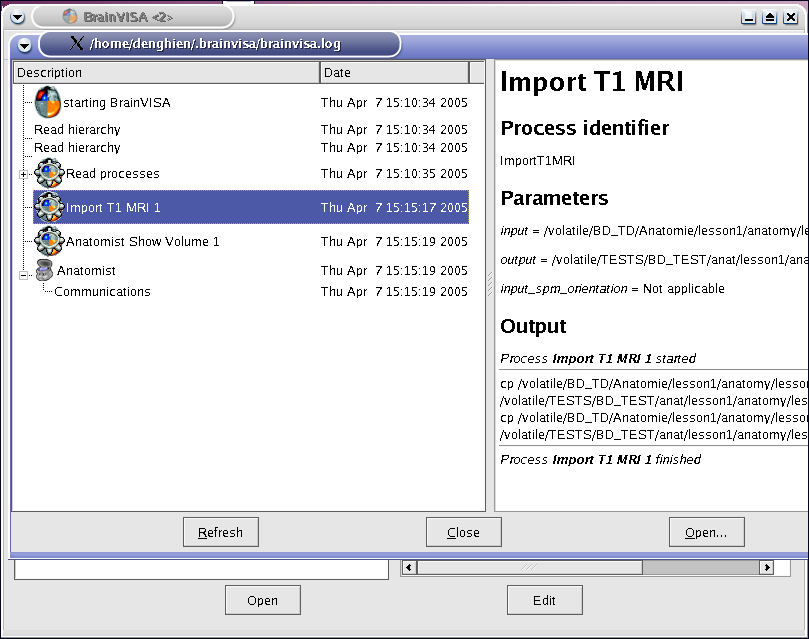 BrainVISA <2>
X /home/denghien/.brainvisa/brainvisa.log
Description Date
starting BrainVISA Thu Apr 7 15:10:34 2005
Read hierarchy Thu Apr 7 15:10:34 2005
Read hierarchy Thu Apr 7 15:10:34 2005
Read processes Thu Apr 7 15:10:35 2005
Import T1 MRI 1 Thu Apr 7 15:15:17 2005
Anatomist Show Volume 1 Thu Apr 7 15:15:19 2005
Anatomist Thu Apr 7 15:15:19 2005
Communications Thu Apr 7 15:15:19 2005
Import T1 MRI
Process identifier
ImportT1MRI
Parameters
input = /volatile/BD_TD/Anatomie/lesson1/anatomy/le
output = /volatile/TESTS/BD_TEST/anat/lesson1/ana
input_spm_orientation = Not applicable
Output
Process Import T1 MRI 1 started
cp /volatile/BD_TD/Anatomie/lesson1/anatomy/lesson
/volatile/TESTS/BD_TEST/anat/lesson1/anatomy/les
cp /volatile/BD_TD/Anatomie/lesson1/anatomy/lesson
/volatile/TESTS/BD_TEST/anat/lesson1/anatomy/les
Process Import T1 MRI 1 finished
Refresh Close Open...
Open Edit